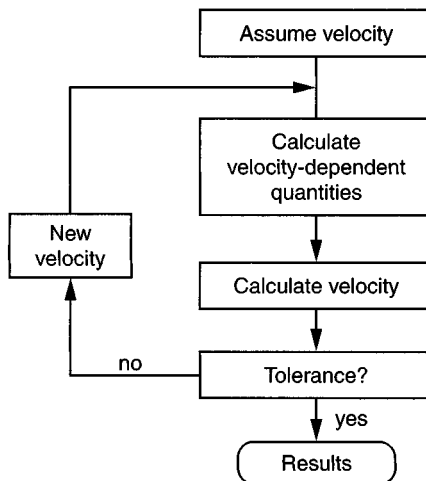 Assume velocity
Calculate
velocity-dependent
quantities
New
velocity
Calculate velocity
no
Tolerance?
yes
Results